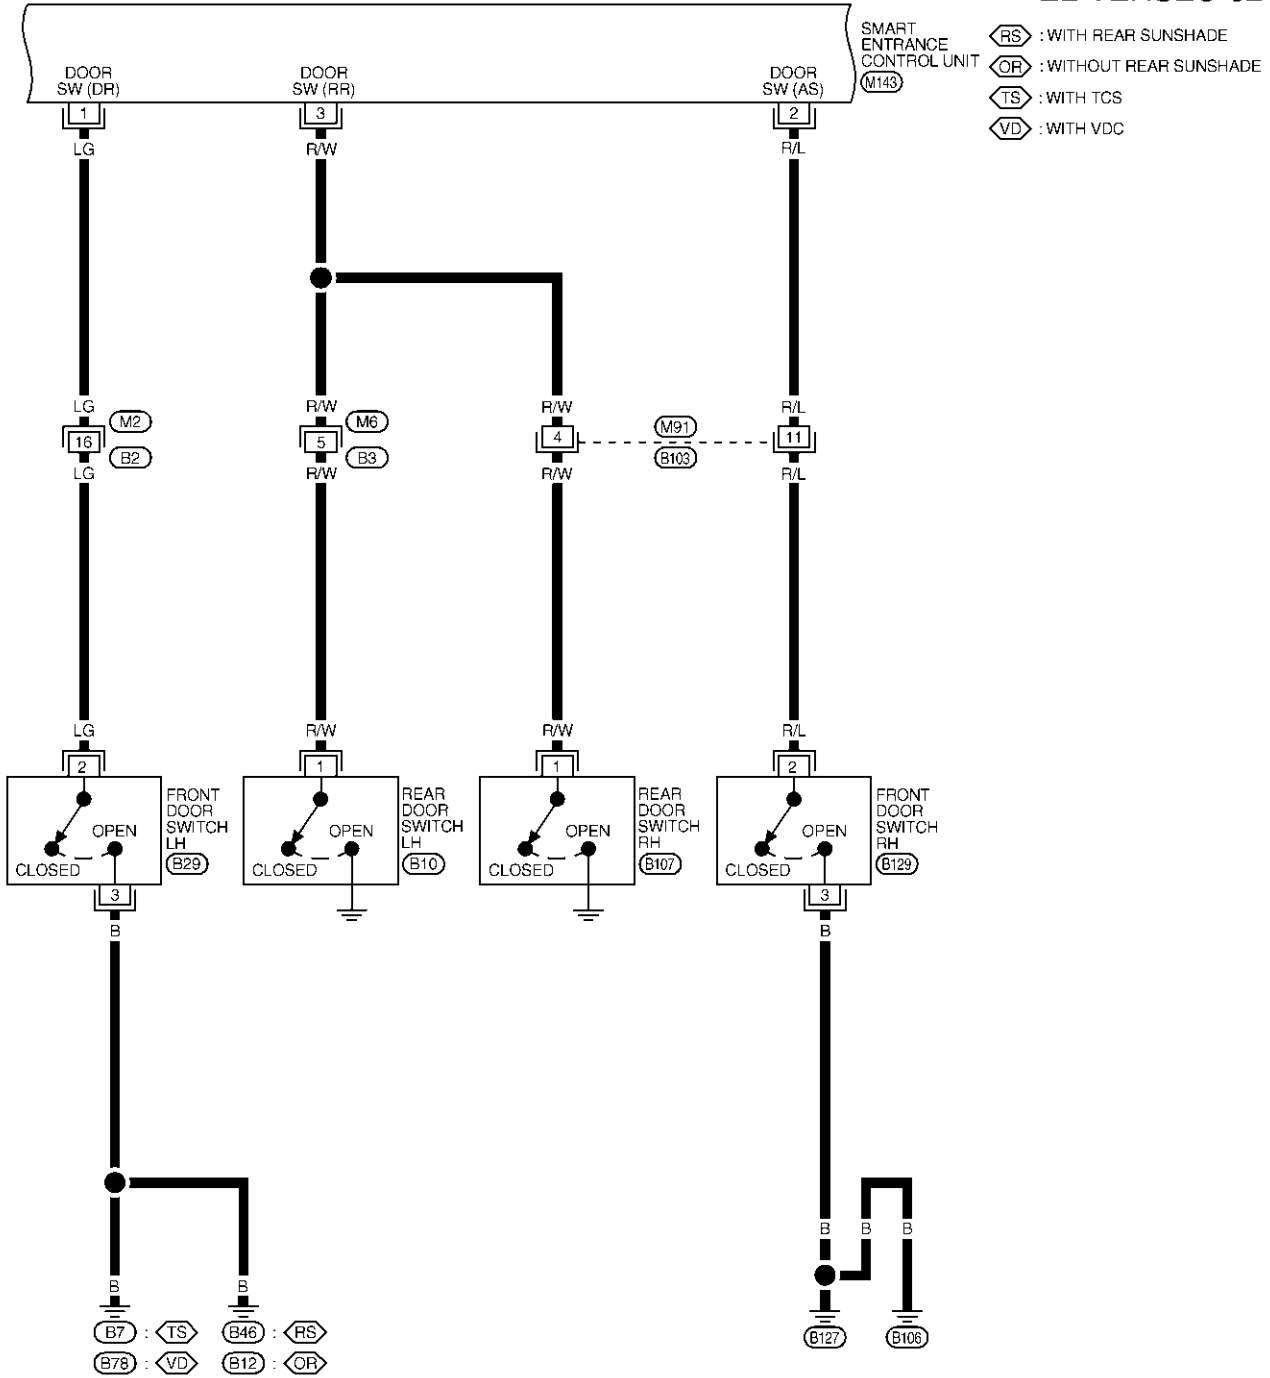 SMART
ENTRANCE
CONTROL UNIT
M143
RS : WITH REAR SUNSHADE
OR : WITHOUT REAR SUNSHADE
TS : WITH TCS
VD : WITH VDC
DOOR
SW (DR)
DOOR
SW (RR)
DOOR
SW (AS)
1
3
2
LG
R/W
R/L
LG
R/W
R/W
R/L
M2
M6
M91
16
5
4
11
B2
B3
B103
LG
R/W
R/W
R/L
LG
R/W
R/W
R/L
2
1
1
2
FRONT
DOOR
SWITCH
LH
B29
OPEN
CLOSED
REAR
DOOR
SWITCH
LH
B10
OPEN
CLOSED
REAR
DOOR
SWITCH
RH
B107
OPEN
CLOSED
FRONT
DOOR
SWITCH
RH
B129
OPEN
CLOSED
3
3
B
B
B
B
B
B
B
B7 : TS
B46 : RS
B78 : VD
B12 : OR
B127
B106